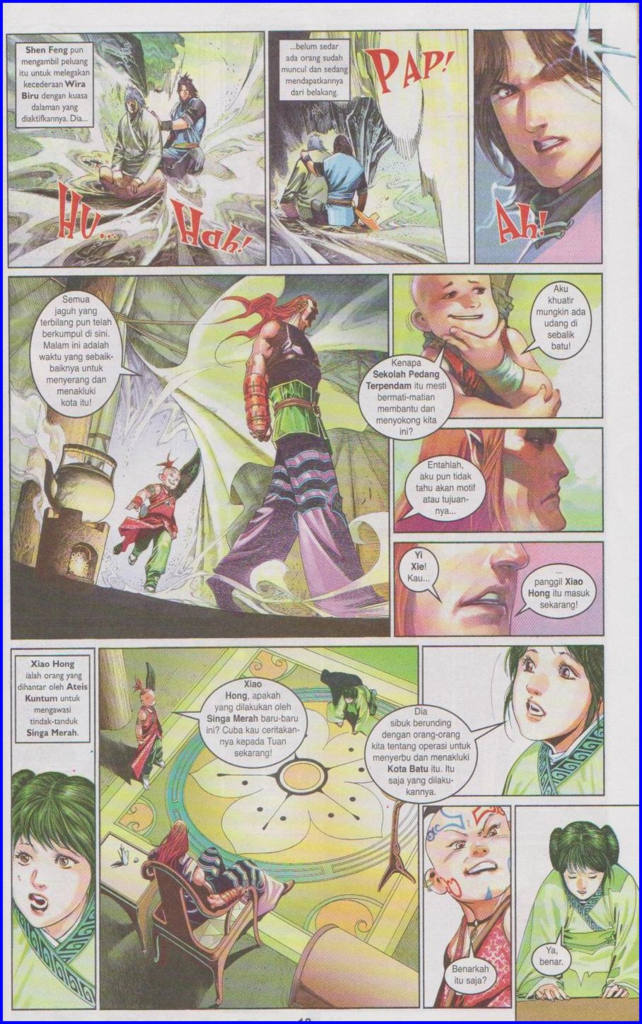 Shen Feng pun
mengambil peluang
itu untuk melegakan
kecederaan Wira
Biru dengan kuasa
dalaman yang
diaktifkannya. Dia...
HU...
Hah!
...belum sedar
ada orang sudah
muncul dan sedang
mendapatkannya
dari belakang.
PAP!
Ah!
Semua
jaguh yang
terbilang pun telah
berkumpul di sini.
Malam ini adalah
waktu yang sebaik-
baiknya untuk
menyerang dan
menakluki
kota itu!
Aku
khuatir
mungkin ada
udang di
sebalik
batu!
Kenapa
Sekolah Pedang
Terpendam itu mesti
bermati-matian
membantu dan
menyokong kita
ini?
Entahlah,
aku pun tidak
tahu akan motif
atau tujuan-
nya...
Yi
Xie!
Kau...
...
panggil Xiao
Hong itu masuk
sekarang!
Xiao Hong
ialah orang yang
dihantar oleh Ateis
Kuntum untuk
mengawasi
tindak-tanduk
Singa Merah.
Xiao
Hong, apakah
yang dilakukan oleh
Singa Merah baru-baru
ini? Cuba kau ceritakan-
nya kepada Tuan
sekarang!
Dia
sibuk berunding
dengan orang-orang
kita tentang operasi untuk
menyerbu dan menakluki
Kota Batu itu. Itu
saja yang dilaku-
kannya.
Benarkah
itu saja?
Ya,
benar.